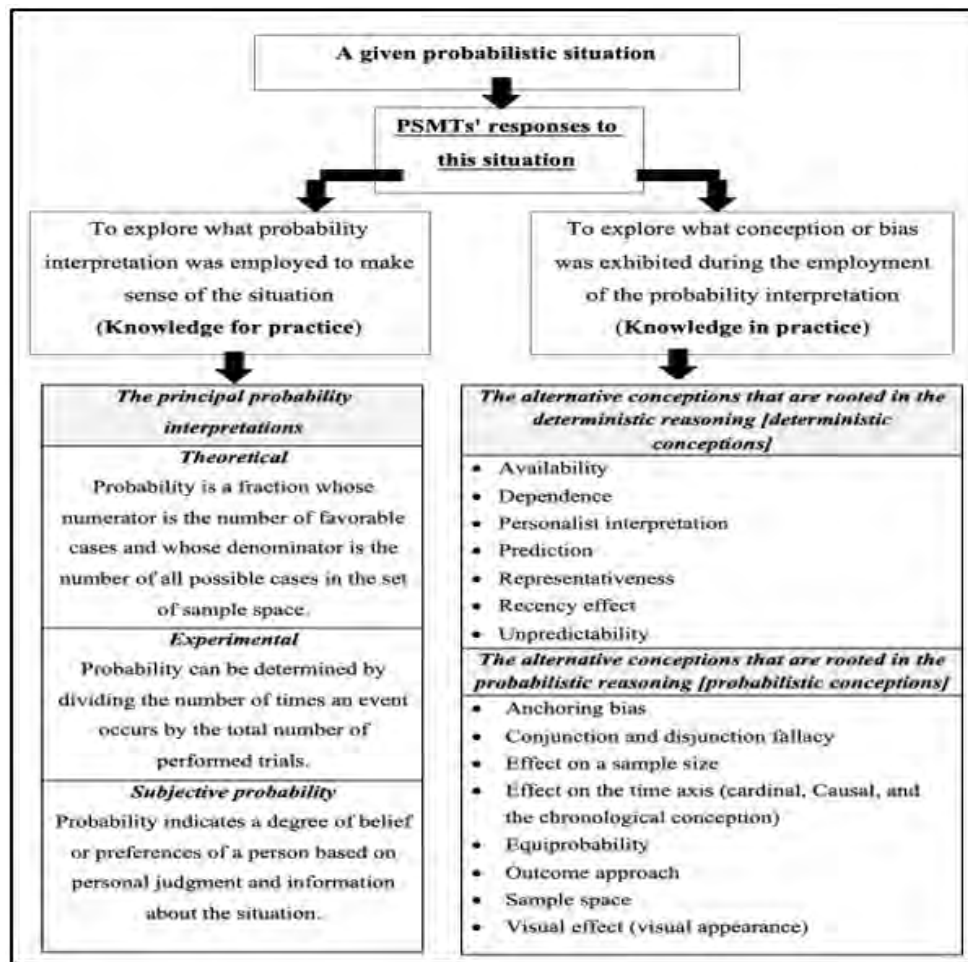 A given probabilistic situation
PSMTs' responses to
this situation
To explore what probability
interpretation was employed to make
sense of the situation
(Knowledge for practice)
To explore what conception or bias
was exhibited during the employment
of the probability interpretation
(Knowledge in practice)
The principal probability
interpretations
Theoretical
Probability is a fraction whose
numerator is the number of favorable
cases and whose denominator is the
number of all possible cases in the set
of sample space.
Experimental
Probability can be determined by
dividing the number of times an event
occurs by the total number of
performed trials.
Subjective probability
Probability indicates a degree of belief
or preferences of a person based on
personal judgment and information
about the situation.
The alternative conceptions that are rooted in the
deterministic reasoning [deterministic
conceptions]
• Availability
• Dependence
• Personalist interpretation
• Prediction
• Representativeness
• Recency effect
• Unpredictability
The alternative conceptions that are rooted in the
probabilistic reasoning [probabilistic conceptions]
• Anchoring bias
• Conjunction and disjunction fallacy
• Effect on a sample size
• Effect on the time axis (cardinal, Causal, and
the chronological conception)
• Equiprobability
• Outcome approach
• Sample space
• Visual effect (visual appearance)